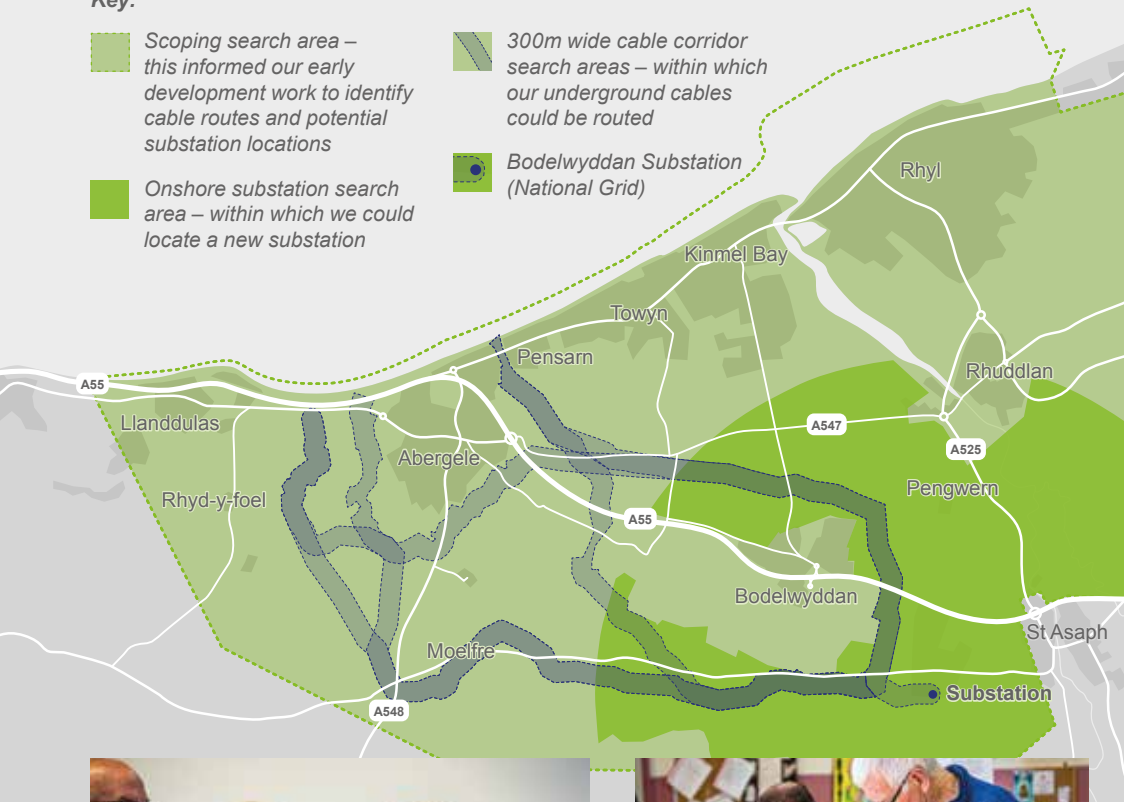 Key:
Scoping search area –
this informed our early
development work to identify
cable routes and potential
substation locations
Onshore substation search
area – within which we could
locate a new substation
300m wide cable corridor
search areas – within which
our underground cables
could be routed
Bodelwyddan Substation
(National Grid)
Rhyl
Kinmel Bay
Towyn
Pensarn
Rhuddlan
A55
Llanddulas
A547
A525
Abergele
Rhyd-y-foel
Pengwern
A55
Bodelwyddan
St Asaph
Moelfre
Substation
A548